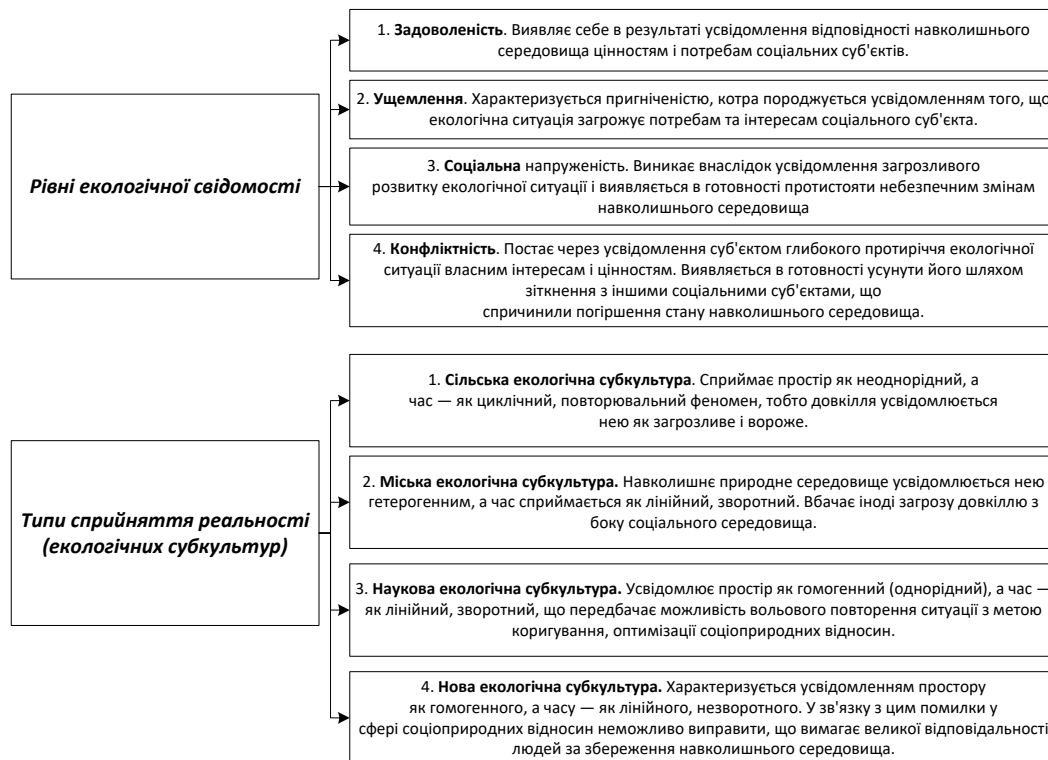 Рівні екологічної свідомості
1. Задоволеність. Виявляє себе в результаті усвідомлення відповідності навколишнього
середовища цінностям і потребам соціальних суб'єктів.
2. Ущемлення. Характеризується пригніченістю, котра породжується усвідомленням того, що
екологічна ситуація загрожує потребам та інтересам соціального суб'єкта.
3. Соціальна напруженість. Виникає внаслідок усвідомлення загрозливого
розвитку екологічної ситуації і виявляється в готовності протистояти небезпечним змінам
навколишнього середовища
4. Конфліктність. Постає через усвідомлення суб'єктом глибокого протиріччя екологічної
ситуації власним інтересам і цінностям. Виявляється в готовності усунути його шляхом
зіткнення з іншими соціальними суб'єктами, що
спричинили погіршення стану навколишнього середовища.
Типи сприйняття реальності
(екологічних субкультур)
1. Сільська екологічна субкультура. Сприймає простір як неоднорідний, а
час — як циклічний, повторювальний феномен, тобто довкілля усвідомлюється
нею як загрозливе і вороже.
2. Міська екологічна субкультура. Навколишнє природне середовище усвідомлюється нею
гетерогенним, а час сприймається як лінійний, зворотний. Вбачає іноді загрозу довкіллю з
боку соціального середовища.
3. Наукова екологічна субкультура. Усвідомлює простір як гомогенний (однорідний), а час —
як лінійний, зворотний, що передбачає можливість вольового повторення ситуації з метою
коригування, оптимізації соціоприродних відносин.
4. Нова екологічна субкультура. Характеризується усвідомленням простору
як гомогенного, а часу — як лінійного, незворотного. У зв'язку з цим помилки у
сфері соціоприродних відносин неможливо виправити, що вимагає великої відповідальності
людей за збереження навколишнього середовища.